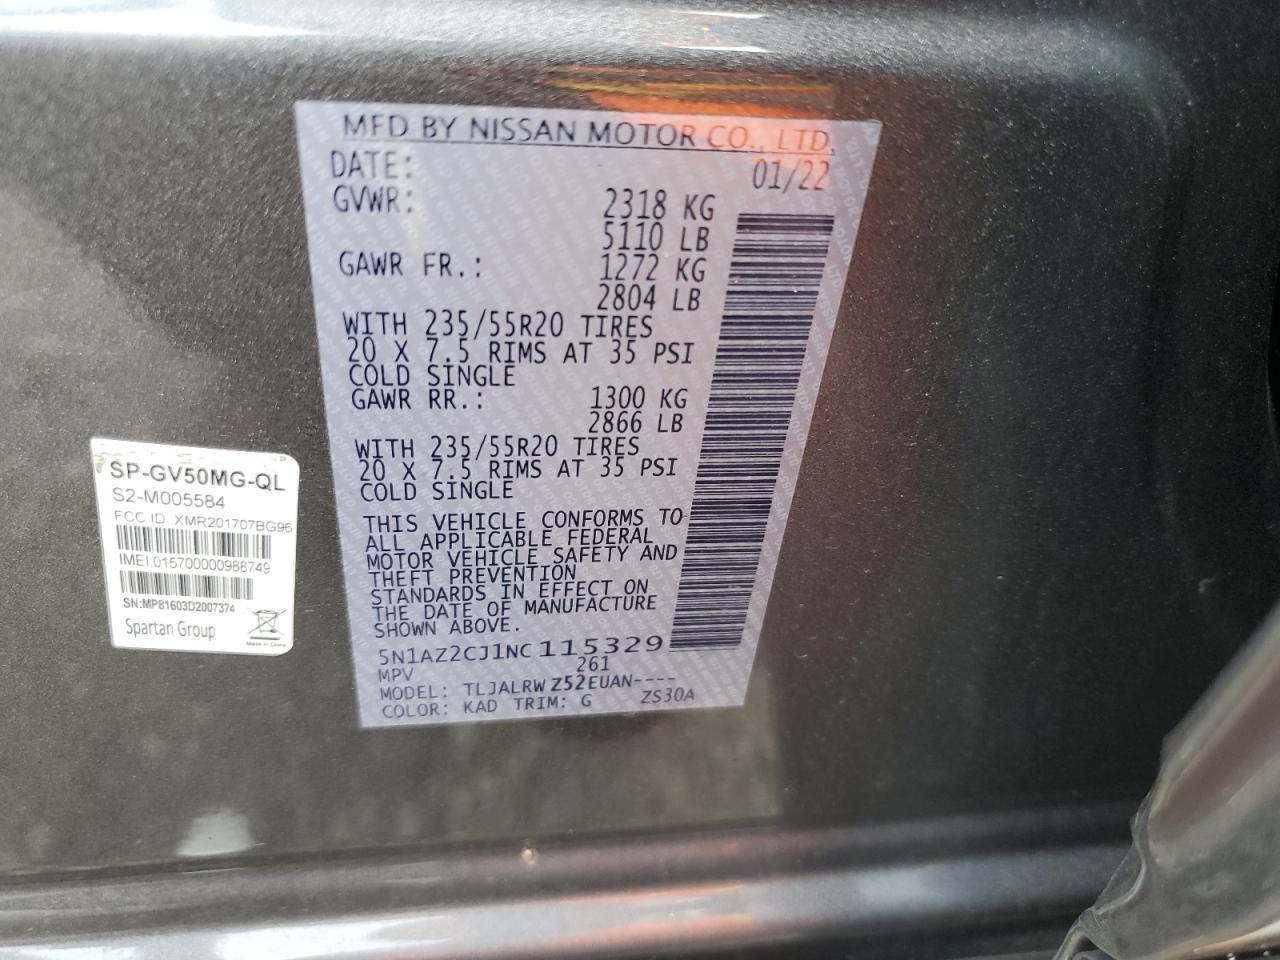 MFD BY NISSAN MOTOR CO., LTD.
DATE: 01/22
GVWR: 2318 KG
5110 LB
GAWR FR.: 1272 KG
2804 LB
WITH 235/55R20 TIRES
20 X 7.5 RIMS AT 35 PSI
COLD SINGLE
GAWR RR.: 1300 KG
2866 LB
WITH 235/55R20 TIRES
20 X 7.5 RIMS AT 35 PSI
COLD SINGLE
THIS VEHICLE CONFORMS TO
ALL APPLICABLE FEDERAL
MOTOR VEHICLE SAFETY AND
THEFT PREVENTION
STANDARDS IN EFFECT ON
THE DATE OF MANUFACTURE
SHOWN ABOVE.
5N1AZ2CJ1NC115329
MPV 261
MODEL: TLJALRWZ52EUAN----
COLOR: KAD TRIM: G ZS30A
SP-GV50MG-QL
S2-M005584
FCC ID XMR201707BG96
IMEI:015700000988749
SN:MP81603D2007374
Spartan Group
Made in China